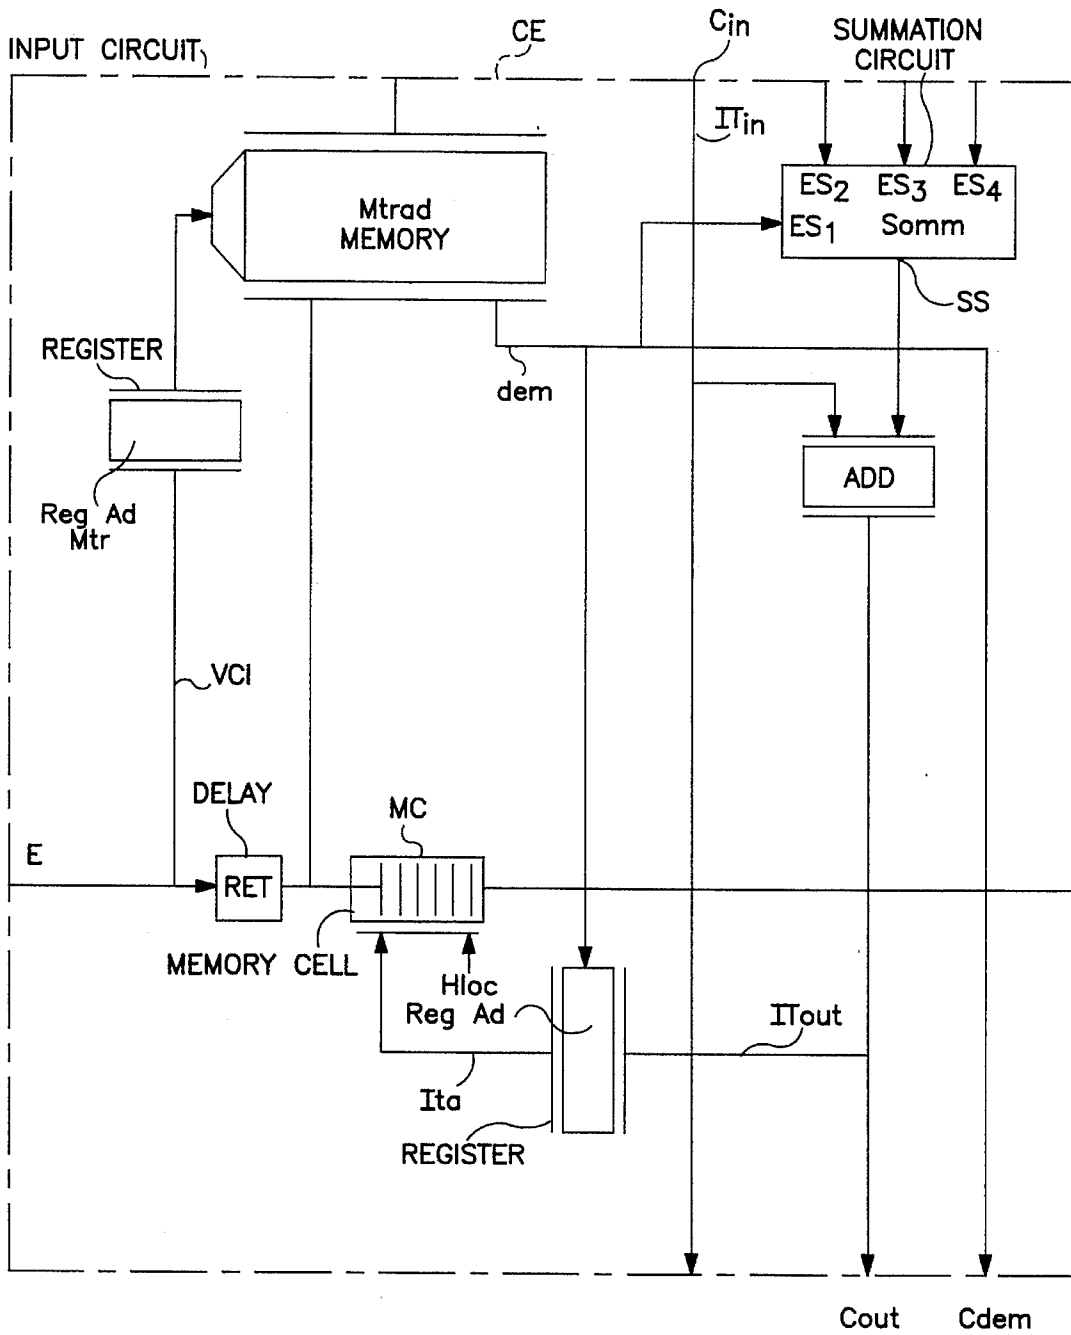 INPUT CIRCUIT
CE
Cin
SUMMATION
CIRCUIT
ITin
ES2 ES3 ES4
ES1 Somm
Mtrad
MEMORY
SS
REGISTER
dem
ADD
Reg Ad
Mtr
VCI
DELAY
MC
E
RET
MEMORY CELL
Hloc
Reg Ad
ITout
Ita
REGISTER
Cout Cdem